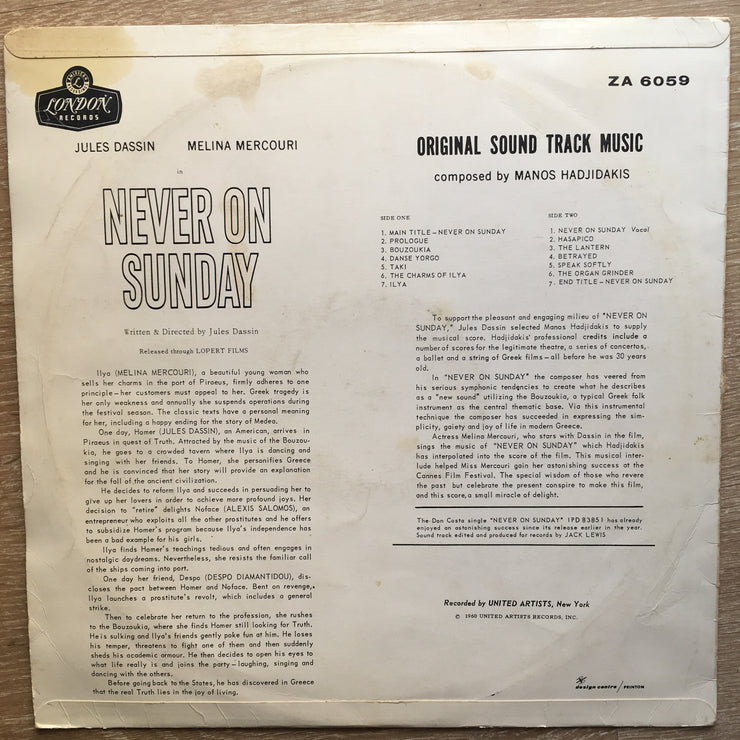 AMERICAN
L
LONDON
RECORDS
ZA 6059
JULES DASSIN MELINA MERCOURI
in
NEVER ON
SUNDAY
Written & Directed by Jules Dassin
Released through LOPERT FILMS
Ilya (MELINA MERCOURI), a beautiful young woman who
sells her charms in the port of Piraeus, firmly adheres to one
principle – her customers must appeal to her. Greek tragedy is
her only weakness and annually she suspends operations during
the festival season. The classic texts have a personal meaning
for her, including a happy ending for the story of Medea.
One day, Homer (JULES DASSIN), an American, arrives in
Piraeus in quest of Truth. Attracted by the music of the Bouzou-
kia, he goes to a crowded tavern where Ilya is dancing and
singing with her friends. To Homer, she personifies Greece
and he is convinced that her story will provide an explanation
for the fall of the ancient civilization.
He decides to reform Ilya and succeeds in persuading her to
give up her lovers in order to achieve more profound joys. Her
decision to "retire" delights Noface (ALEXIS SALOMOS), an
entrepreneur who exploits all the other prostitutes and he offers
to subsidize Homer's program because Ilya's independence has
been a bad example for his girls.
Ilya finds Homer's teachings tedious and often engages in
nostalgic daydreams. Nevertheless, she resists the familiar call
of the ships coming into port.
One day her friend, Despo (DESPO DIAMANTIDOU), dis-
closes the pact between Homer and Noface. Bent on revenge,
Ilya launches a prostitute's revolt, which includes a general
strike.
Then to celebrate her return to the profession, she rushes
to the Bouzoukia, where she finds Homer still looking for Truth.
He is sulking and Ilya's friends gently poke fun at him. He loses
his temper, threatens to fight one of them and then suddenly
sheds his academic armour. He then decides to open his eyes to
what life really is and joins the party – laughing, singing and
dancing with the others.
Before going back to the States, he has discovered in Greece
that the real Truth lies in the joy of living.
ORIGINAL SOUND TRACK MUSIC
composed by MANOS HADJIDAKIS
SIDE ONE
1. MAIN TITLE – NEVER ON SUNDAY
2. PROLOGUE
3. BOUZOUKIA
4. DANSE YORGO
5. TAKI
6. THE CHARMS OF ILYA
7. ILYA
SIDE TWO
1. NEVER ON SUNDAY Vocal
2. HASAPICO
3. THE LANTERN
4. BETRAYED
5. SPEAK SOFTLY
6. THE ORGAN GRINDER
7. END TITLE – NEVER ON SUNDAY
To support the pleasant and engaging milieu of "NEVER ON
SUNDAY," Jules Dassin selected Manos Hadjidakis to supply
the musical score. Hadjidakis' professional credits include a
number of scores for the legitimate theatre, a series of concertos,
a ballet and a string of Greek films – all before he was 30 years
old.
In "NEVER ON SUNDAY" the composer has veered from
his serious symphonic tendencies to create what he describes
as a "new sound" utilizing the Bouzoukia, a typical Greek folk
instrument as the central thematic base. Via this instrumental
technique the composer has succeeded in expressing the sim-
plicity, gaiety and joy of life in modern Greece.
Actress Melina Mercouri, who stars with Dassin in the film,
sings the music of "NEVER ON SUNDAY" which Hadjidakis
has interpolated into the score of the film. This musical inter-
lude helped Miss Mercouri gain her astonishing success at the
Cannes Film Festival. The special wisdom of those who revere
the past but celebrate the present conspire to make this film,
and this score, a small miracle of delight.
The Don Costa single "NEVER ON SUNDAY" (PD 8385) has already
enjoyed an astonishing success since its release earlier in the year.
Sound track edited and produced for records by JACK LEWIS
Recorded by UNITED ARTISTS, New York
© 1960 UNITED ARTISTS RECORDS, INC.
design centre / PRINTON